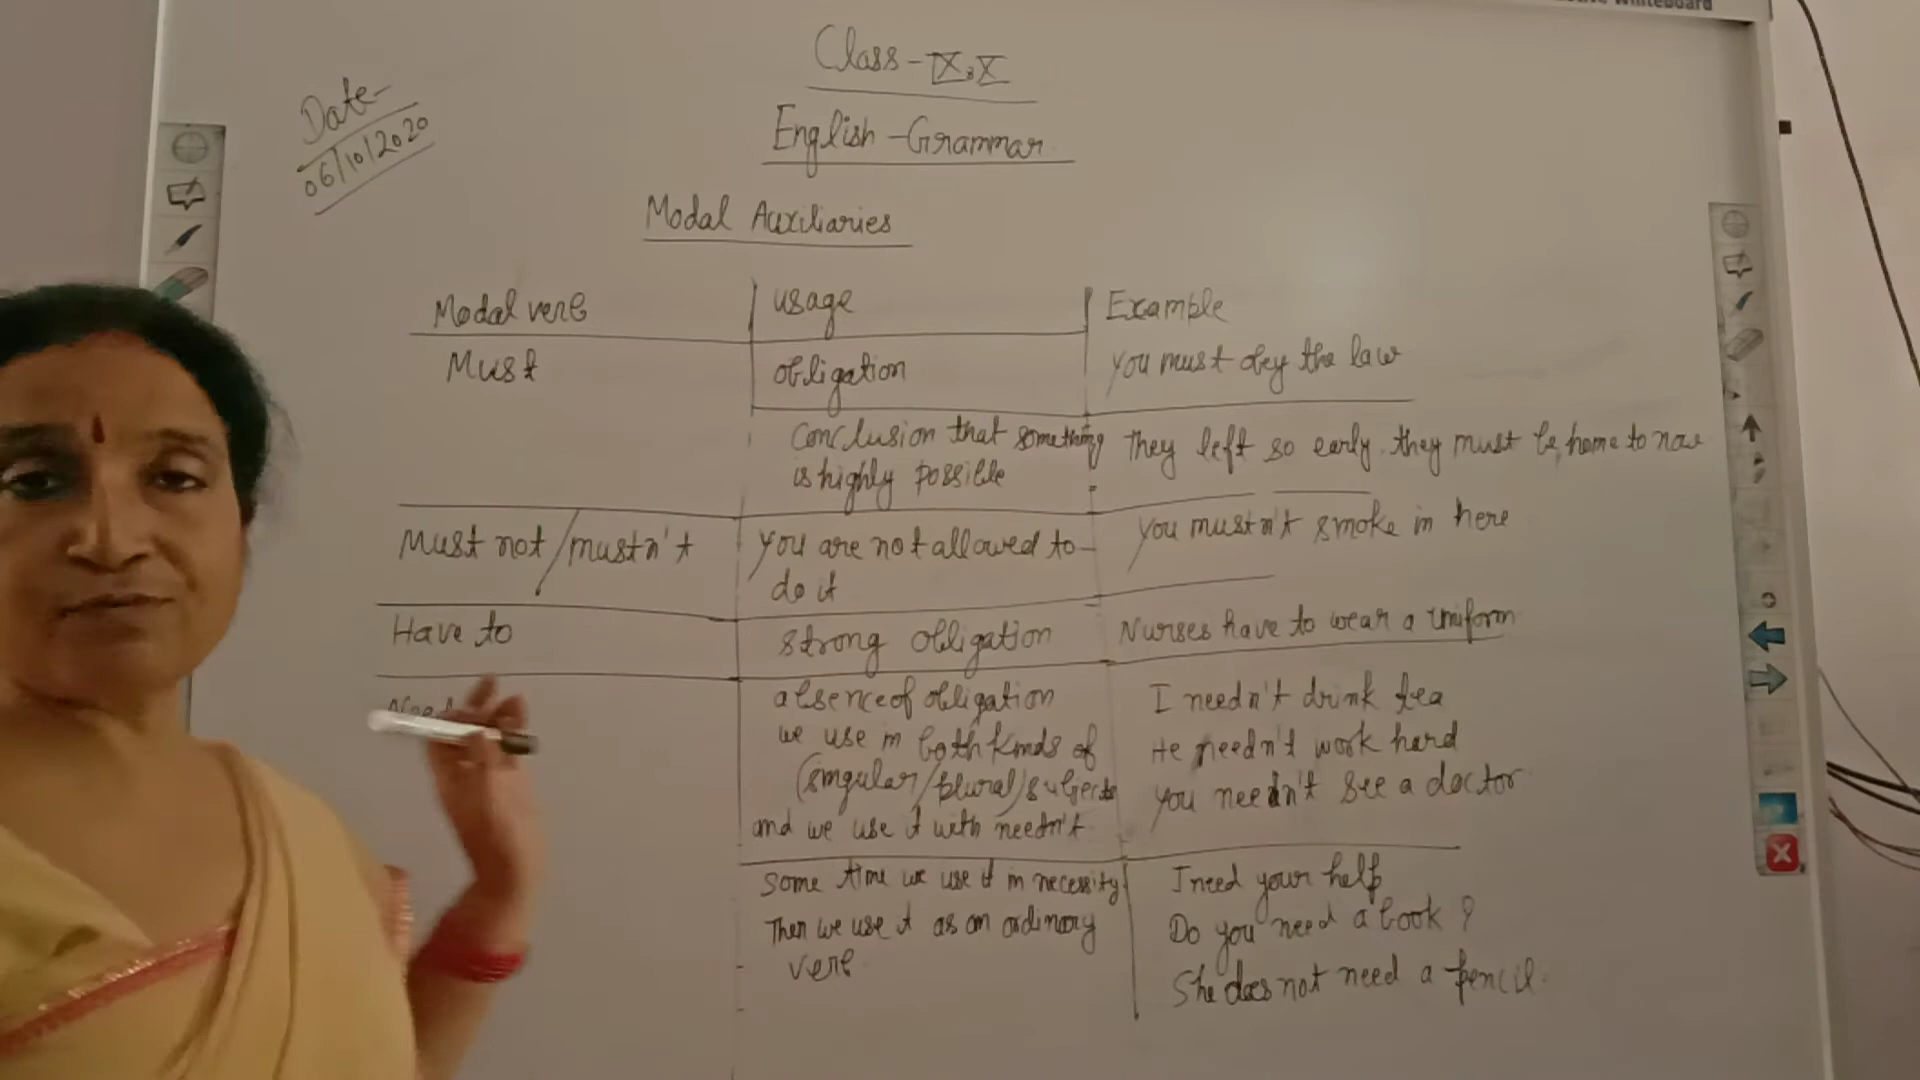 Whiteboard
Class - IX, X
Date-
06/10/2020
English - Grammar
Modal Auxiliaries
Modal verb
usage
Example
Must
obligation
you must obey the law
Conclusion that something
is highly possible
They left so early. they must be home to now
Must not / mustn't
you are not allowed to
do it
you mustn't smoke in here
Have to
strong obligation
Nurses have to wear a uniform
Need
absence of obligation
we use in both kinds of
(singular/plural) subjects
and we use it with needn't
I needn't drink tea
He needn't work hard
you needn't see a doctor
Some time we use it in necessity
Then we use it as an ordinary
verb
I need your help
Do you need a book ?
She does not need a pencil.